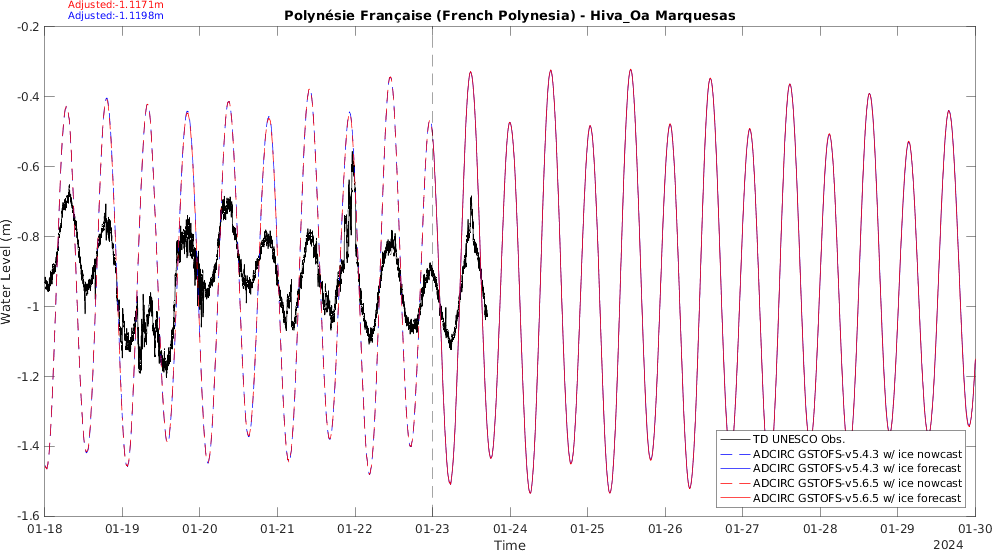 Adjusted:-1.1171m
Adjusted:-1.1198m
Polynésie Française (French Polynesia) - Hiva_Oa Marquesas
Water Level (m)
-0.2
-0.4
-0.6
-0.8
-1
-1.2
-1.4
-1.6
01-18
01-19
01-20
01-21
01-22
01-23
01-24
01-25
01-26
01-27
01-28
01-29
01-30
Time
2024
TD UNESCO Obs.
ADCIRC GSTOFS-v5.4.3 w/ ice nowcast
ADCIRC GSTOFS-v5.4.3 w/ ice forecast
ADCIRC GSTOFS-v5.6.5 w/ ice nowcast
ADCIRC GSTOFS-v5.6.5 w/ ice forecast